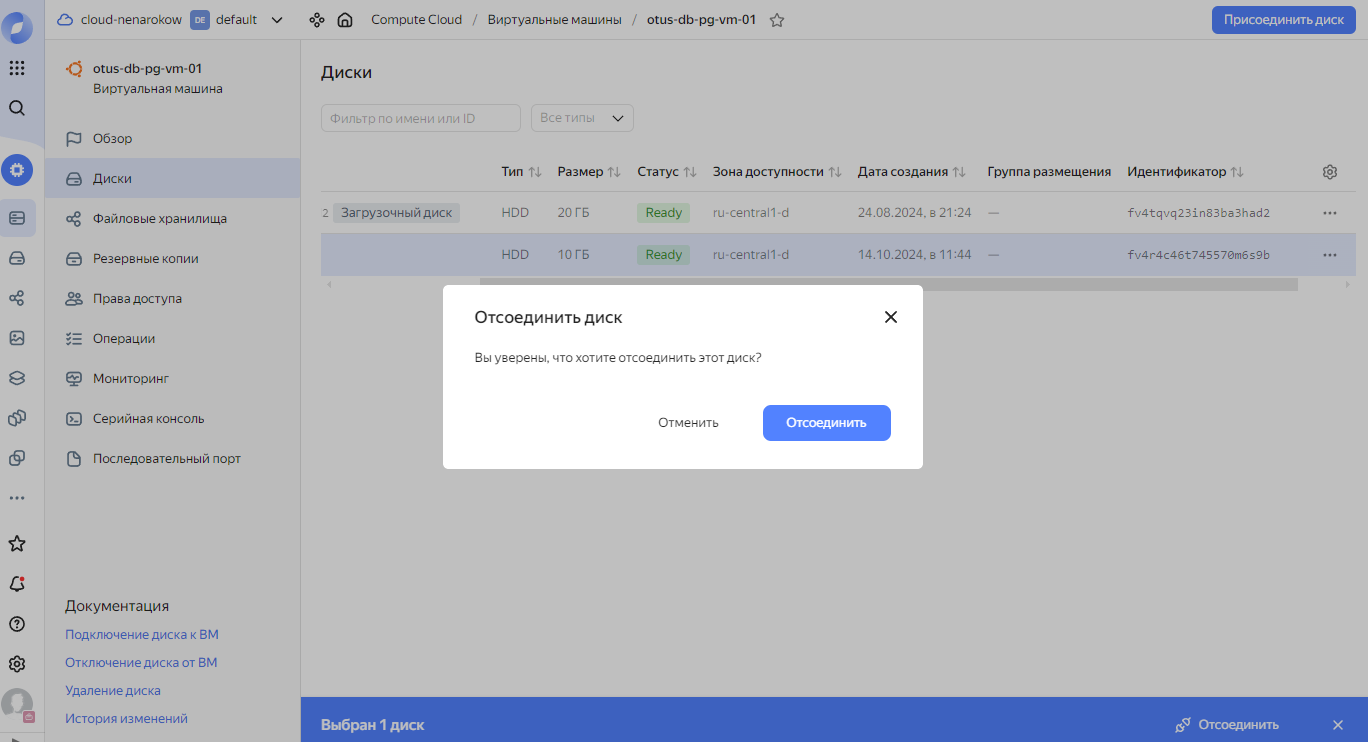 cloud-nenarokow DE default Compute Cloud / Виртуальные машины / otus-db-pg-vm-01 Присоединить диск
otus-db-pg-vm-01
Виртуальная машина
Обзор
Диски
Файловые хранилища
Резервные копии
Права доступа
Операции
Мониторинг
Серийная консоль
Последовательный порт
Документация
Подключение диска к ВМ
Отключение диска от ВМ
Удаление диска
История изменений
Диски
Фильтр по имени или ID Все типы
Тип Размер Статус Зона доступности Дата создания Группа размещения Идентификатор
2 Загрузочный диск HDD 20 ГБ Ready ru-central1-d 24.08.2024, в 21:24 — fv4tqvq23in83ba3had2
HDD 10 ГБ Ready ru-central1-d 14.10.2024, в 11:44 — fv4r4c46t745570m6s9b
Отсоединить диск
Вы уверены, что хотите отсоединить этот диск?
Отменить Отсоединить
Выбран 1 диск Отсоединить